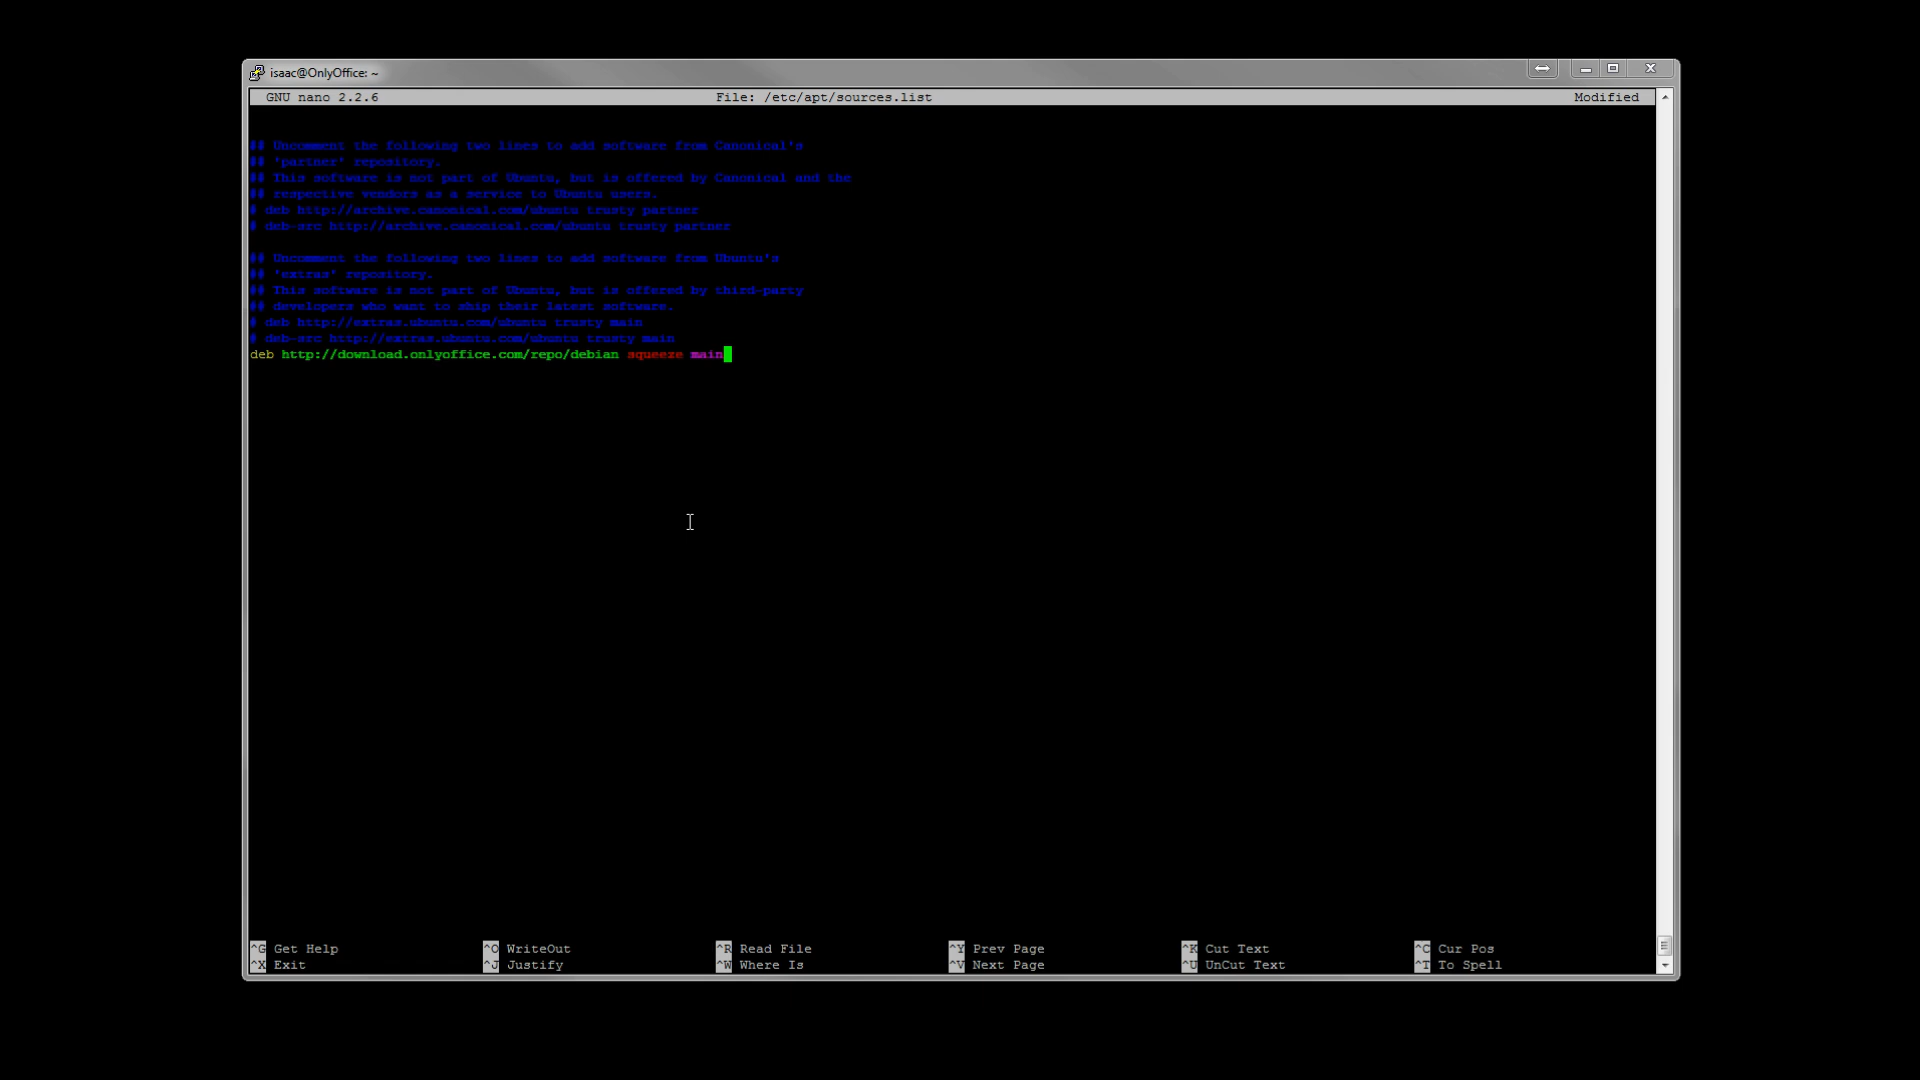 isaac@OnlyOffice: ~
GNU nano 2.2.6 File: /etc/apt/sources.list Modified
## Uncomment the following two lines to add software from Canonical's
## 'partner' repository.
## This software is not part of Ubuntu, but is offered by Canonical and the
## respective vendors as a service to Ubuntu users.
# deb http://archive.canonical.com/ubuntu trusty partner
# deb-src http://archive.canonical.com/ubuntu trusty partner
## Uncomment the following two lines to add software from Ubuntu's
## 'extras' repository.
## This software is not part of Ubuntu, but is offered by third-party
## developers who want to ship their latest software.
# deb http://extras.ubuntu.com/ubuntu trusty main
# deb-src http://extras.ubuntu.com/ubuntu trusty main
deb http://download.onlyoffice.com/repo/debian squeeze main
^G Get Help ^O WriteOut ^R Read File ^Y Prev Page ^K Cut Text ^C Cur Pos
^X Exit ^J Justify ^W Where Is ^V Next Page ^U UnCut Text ^T To Spell